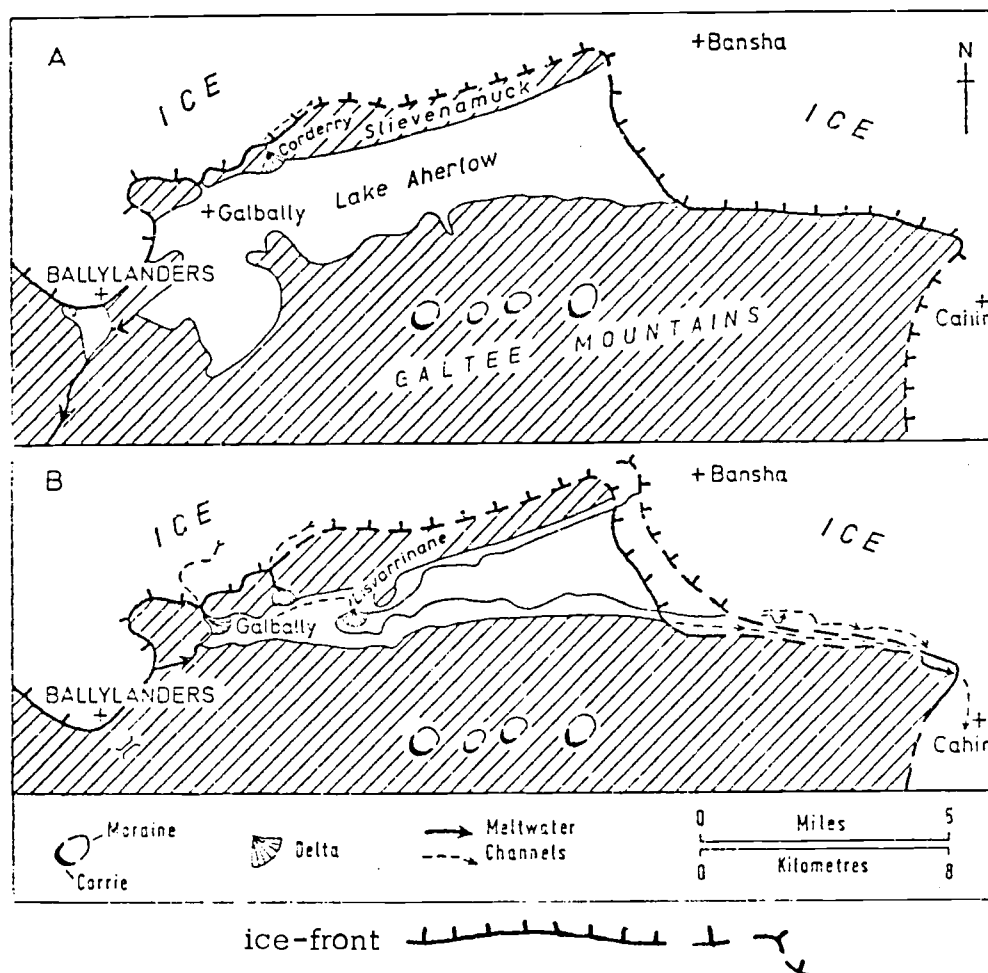 A
+Bansha
N
ICE
ICE
Slievenamuck
Corderry
Lake Aherlow
+Galbally
BALLYLANDERS
+
GALTEE MOUNTAINS
+
Cahir
B
+Bansha
ICE
ICE
Lisvarrinane
Galbally
BALLYLANDERS
+
+
Cahir
Moraine
Corrie
Delta
Meltwater
Channels
0 Miles 5
Kilometres
0 8
ice-front